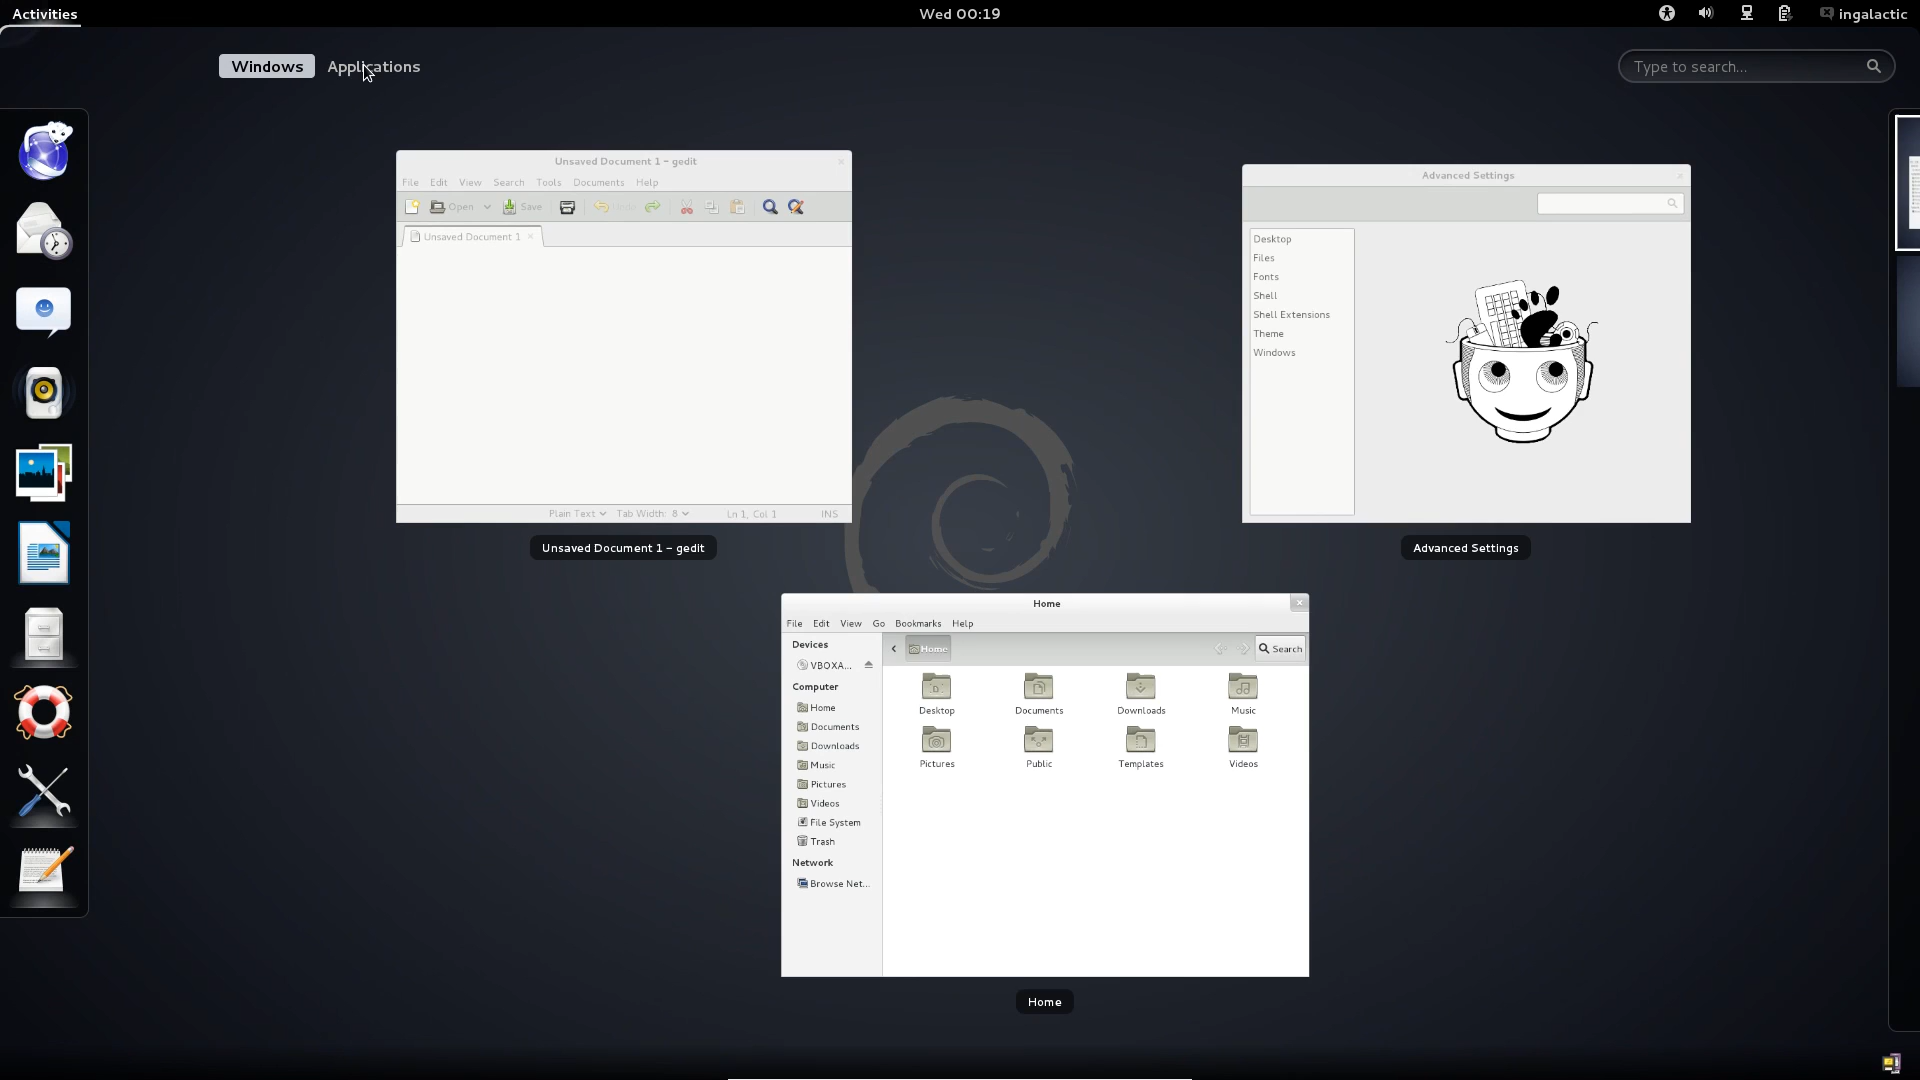 Activities
Wed 00:19
ingalactic
Windows
Applications
Type to search...
Unsaved Document 1 – gedit
File Edit View Search Tools Documents Help
Open Save Undo
Unsaved Document 1
Plain Text Tab Width: 8 Ln 1, Col 1 INS
Unsaved Document 1 – gedit
Advanced Settings
Desktop
Files
Fonts
Shell
Shell Extensions
Theme
Windows
Advanced Settings
Home
File Edit View Go Bookmarks Help
Devices
VBOXA...
Computer
Home
Documents
Downloads
Music
Pictures
Videos
File System
Trash
Network
Browse Net...
Home
Search
Desktop Documents Downloads Music
Pictures Public Templates Videos
Home